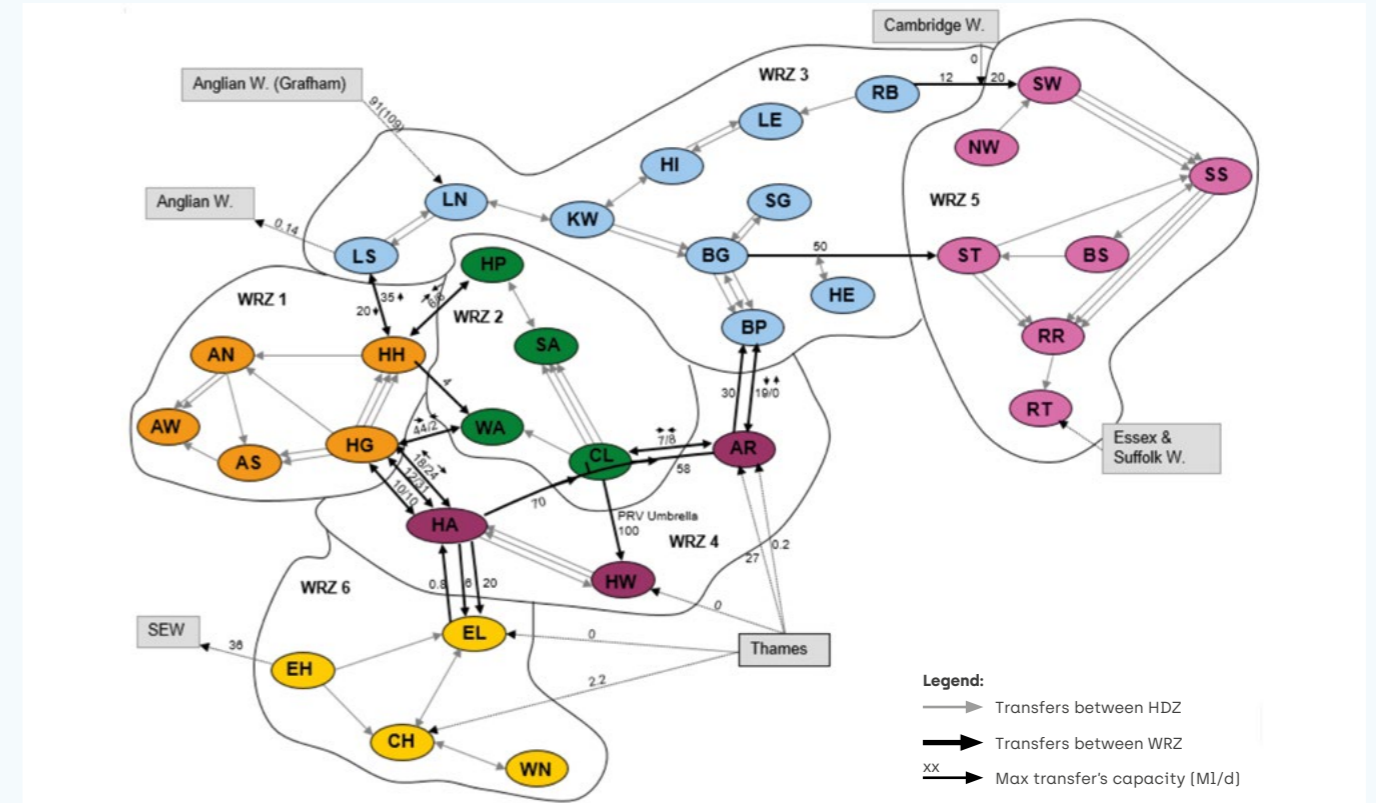 Cambridge W.
0
WRZ 3
Anglian W. (Grafham)
91(109)
RB
12
20
SW
LE
NW
HI
SS
Anglian W.
0.14
LN
KW
SG
WRZ 5
LS
HP
BG
50
ST
BS
HE
WRZ 1
35
20
WRZ 2
BP
RR
AN
HH
SA
30
19/0
RT
4
AW
WA
44/2
HG
AS
CL
7/8
AR
58
Essex &
Suffolk W.
18/24
12/31
10/10
70
HA
PRV Umbrella
100
WRZ 4
27
0.2
HW
WRZ 6
0.8
6
20
0
SEW
36
EL
0
Thames
EH
2.2
CH
WN
Legend:
Transfers between HDZ
Transfers between WRZ
xx
Max transfer's capacity (Ml/d)